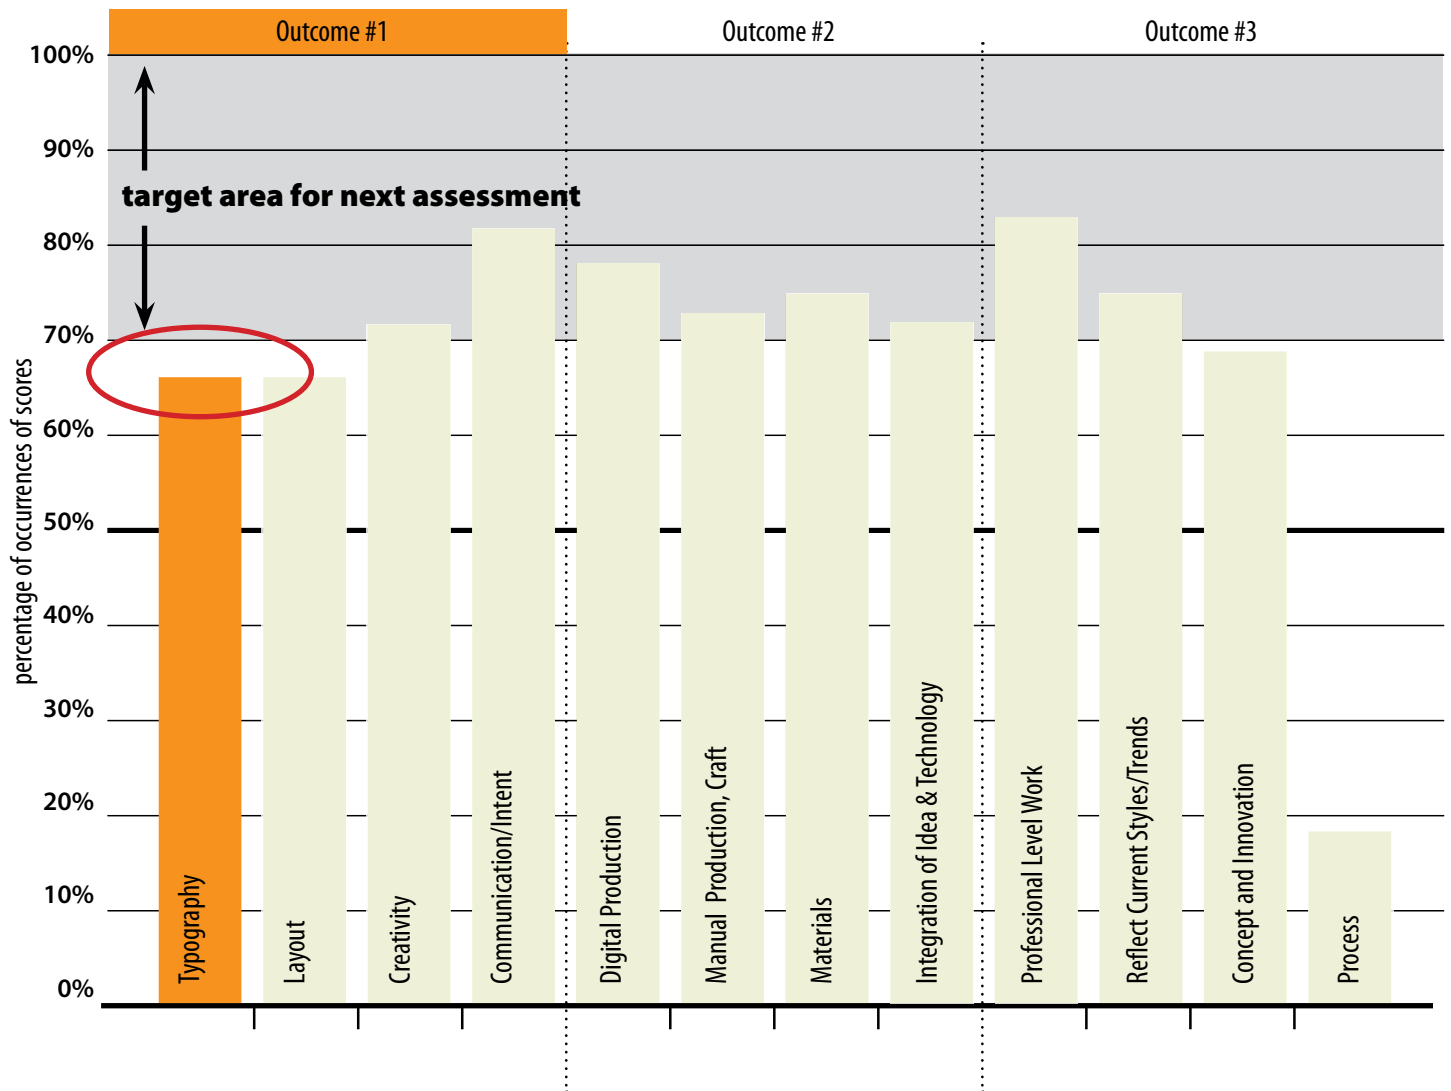 Outcome #1
Outcome #2
Outcome #3
100%
90%
target area for next assessment
80%
70%
60%
50%
40%
30%
20%
10%
0%
percentage of occurrences of scores
Typography
Layout
Creativity
Communication/Intent
Digital Production
Manual  Production, Craft
Materials
Integration of Idea & Technology
Professional Level Work
Reflect Current Styles/Trends
Concept and Innovation
Process